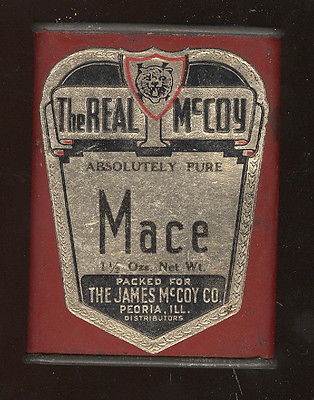 The REAL McCOY
ABSOLUTELY PURE
Mace
1½ Ozs. Net Wt.
PACKED FOR
THE JAMES McCOY CO.
PEORIA, ILL.
DISTRIBUTORS